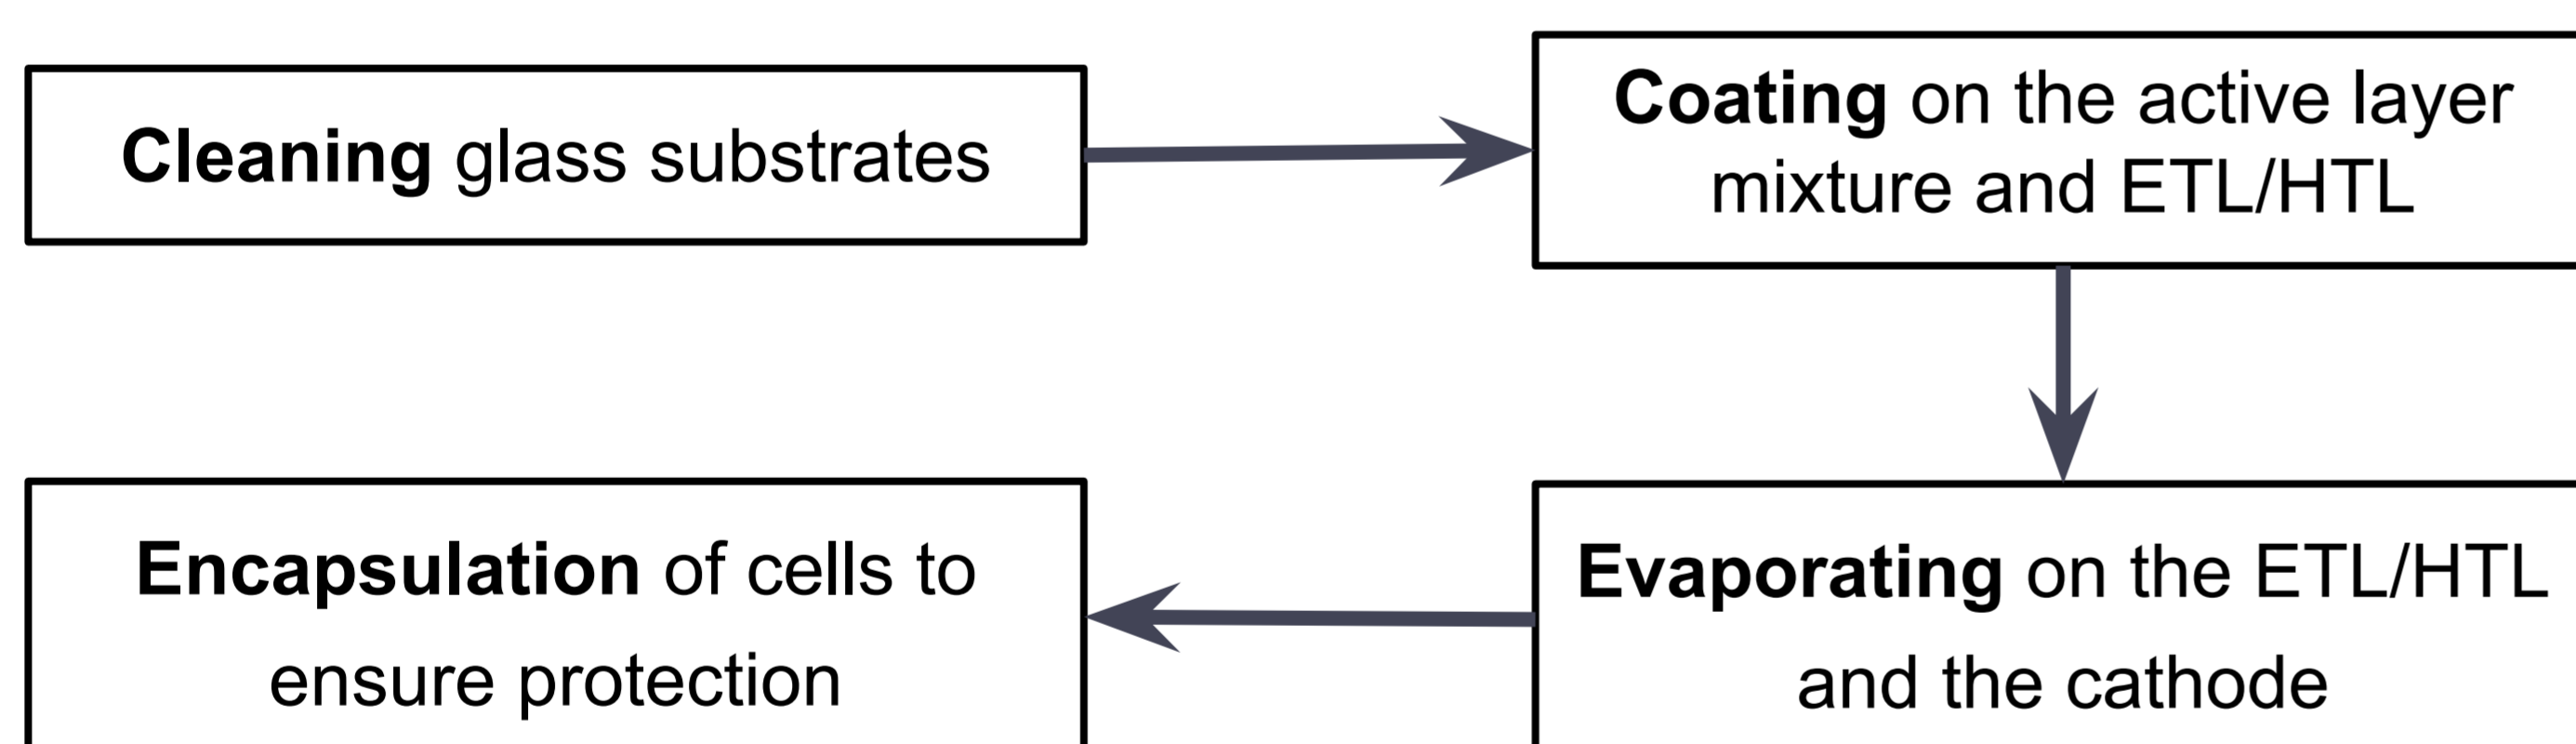 Cleaning glass substrates
Coating on the active layer
mixture and ETL/HTL
Evaporating on the ETL/HTL
and the cathode
Encapsulation of cells to
ensure protection